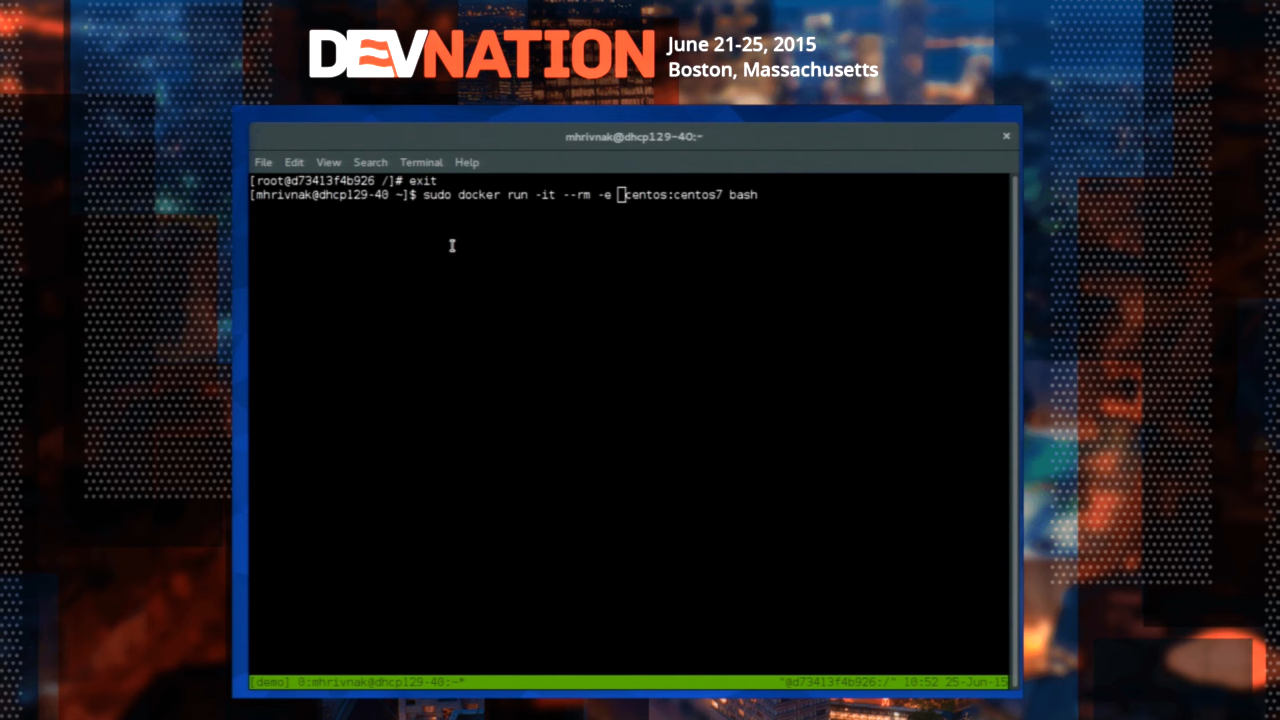 DEVNATION
June 21-25, 2015
Boston, Massachusetts
mhrivnak@dhcp129-40:~
File Edit View Search Terminal Help
[root@d73413f4b926 /]# exit
[mhrivnak@dhcp129-40 ~]$ sudo docker run -it --rm -e centos:centos7 bash
[demo] 0:mhrivnak@dhcp129-40:~* "@d73413f4b926:/" 10:52 25-Jun-15